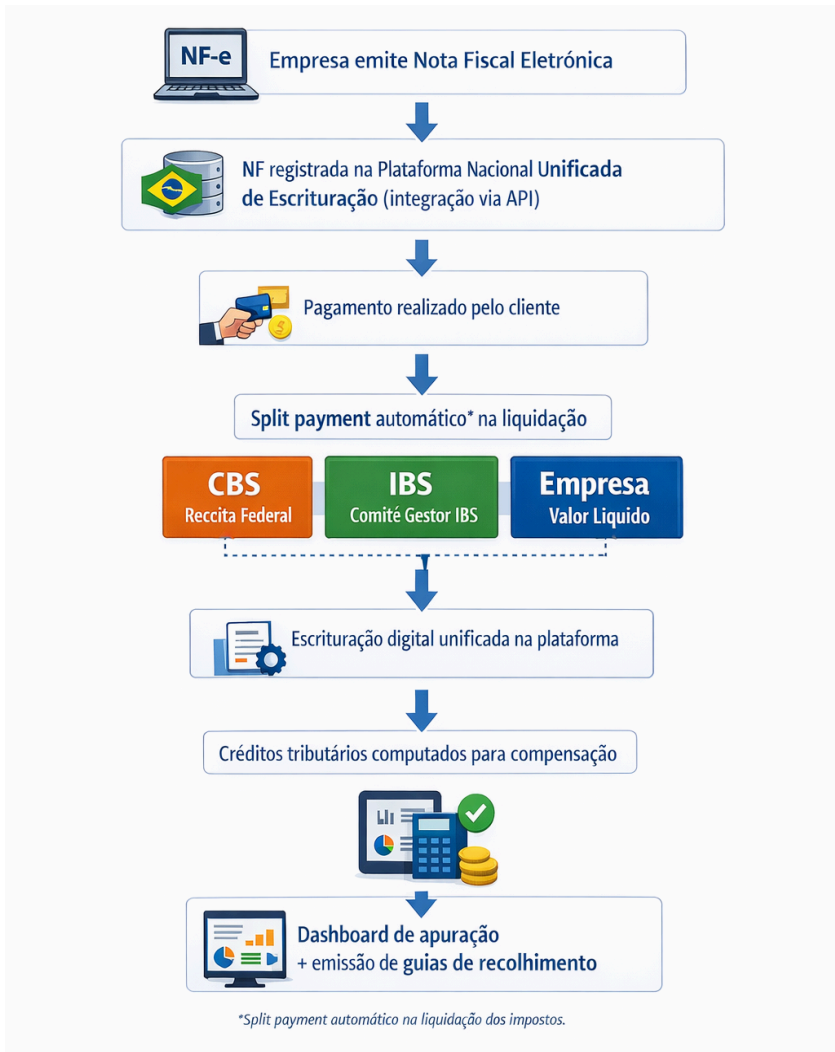 NF-e
Empresa emite Nota Fiscal Eletrónica
NF registrada na Plataforma Nacional Unificada
de Escrituração (integração via API)
Pagamento realizado pelo cliente
Split payment automático* na liquidação
CBS
Reccita Federal
IBS
Comité Gestor IBS
Empresa
Valor Liquido
Escrituração digital unificada na plataforma
Créditos tributários computados para compensação
Dashboard de apuração
+ emissão de guias de recolhimento
*Split payment automático na liquidação dos impostos.